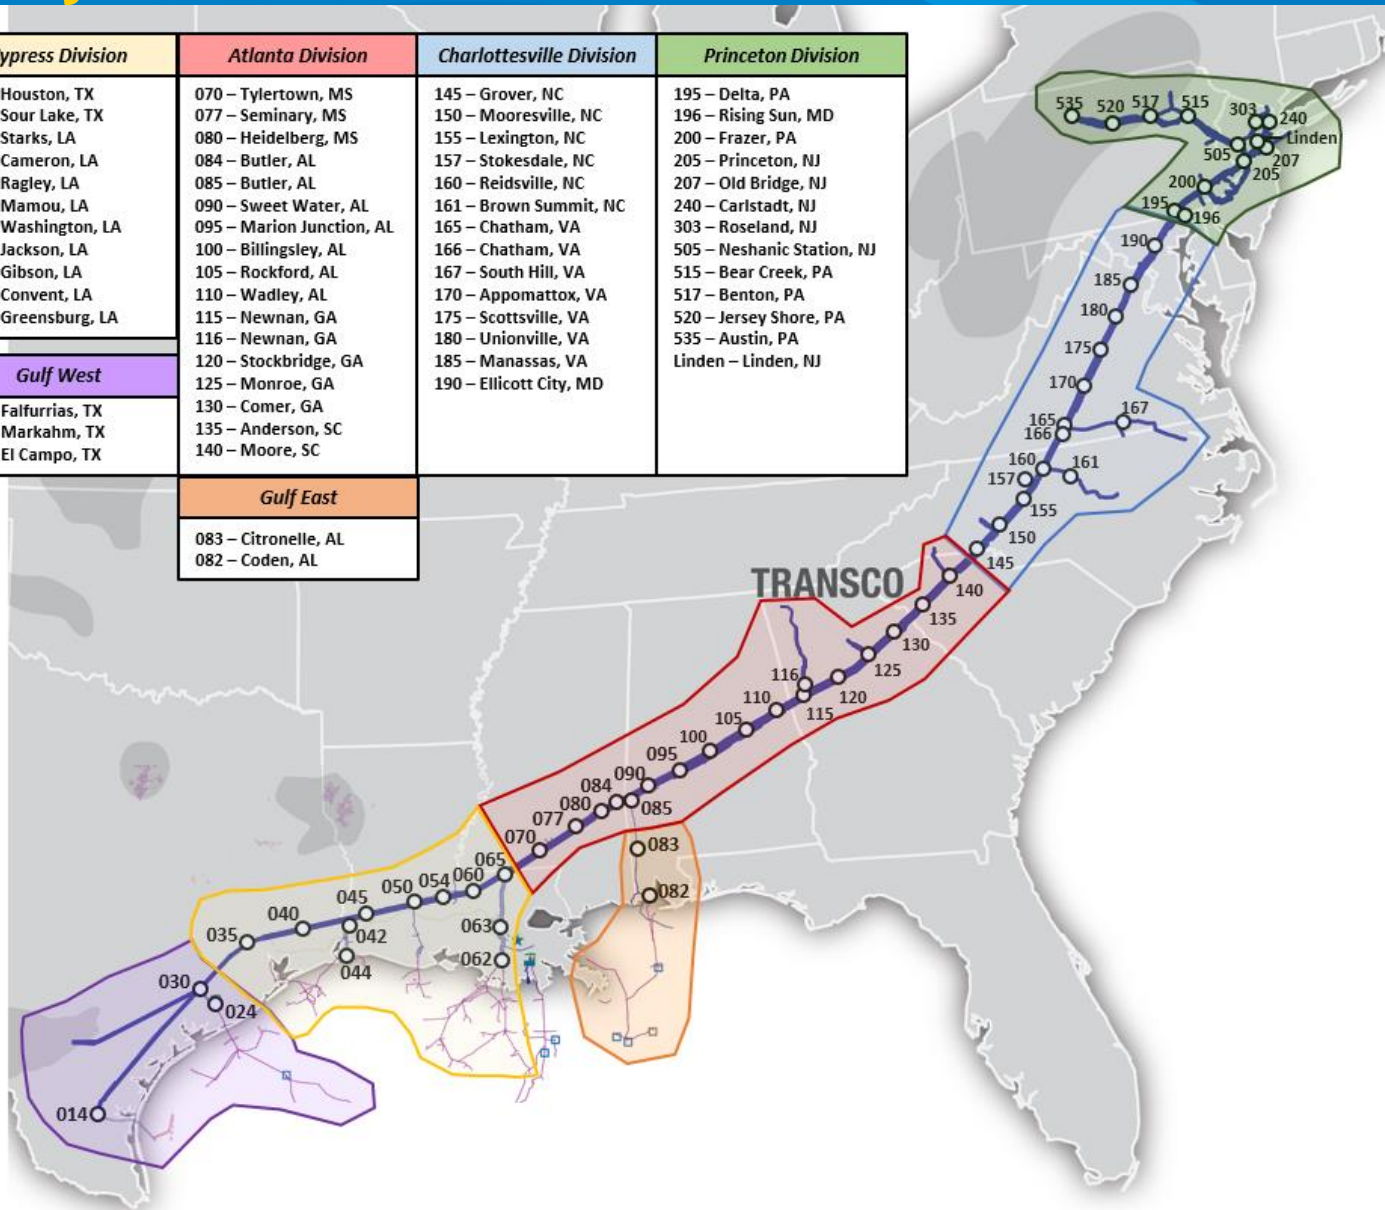 ypress Division
Houston, TX
Sour Lake, TX
Starks, LA
Cameron, LA
Ragley, LA
Mamou, LA
Washington, LA
Jackson, LA
Gibson, LA
Convent, LA
Greensburg, LA
Gulf West
Falfurrias, TX
Markahm, TX
El Campo, TX
Atlanta Division
070 – Tylertown, MS
077 – Seminary, MS
080 – Heidelberg, MS
084 – Butler, AL
085 – Butler, AL
090 – Sweet Water, AL
095 – Marion Junction, AL
100 – Billingsley, AL
105 – Rockford, AL
110 – Wadley, AL
115 – Newnan, GA
116 – Newnan, GA
120 – Stockbridge, GA
125 – Monroe, GA
130 – Comer, GA
135 – Anderson, SC
140 – Moore, SC
Gulf East
083 – Citronelle, AL
082 – Coden, AL
Charlottesville Division
145 – Grover, NC
150 – Mooresville, NC
155 – Lexington, NC
157 – Stokesdale, NC
160 – Reidsville, NC
161 – Brown Summit, NC
165 – Chatham, VA
166 – Chatham, VA
167 – South Hill, VA
170 – Appomattox, VA
175 – Scottsville, VA
180 – Unionville, VA
185 – Manassas, VA
190 – Ellicott City, MD
Princeton Division
195 – Delta, PA
196 – Rising Sun, MD
200 – Frazer, PA
205 – Princeton, NJ
207 – Old Bridge, NJ
240 – Carlstadt, NJ
303 – Roseland, NJ
505 – Neshanic Station, NJ
515 – Bear Creek, PA
517 – Benton, PA
520 – Jersey Shore, PA
535 – Austin, PA
Linden – Linden, NJ
535
520
517
515
303
240
Linden
505
207
205
200
195
196
190
185
180
175
170
167
165
166
160
161
157
155
150
145
TRANSCO
140
135
130
125
116
120
110
115
105
100
095
090
084
085
080
077
070
083
065
082
060
054
050
045
040
042
063
035
062
044
030
024
014